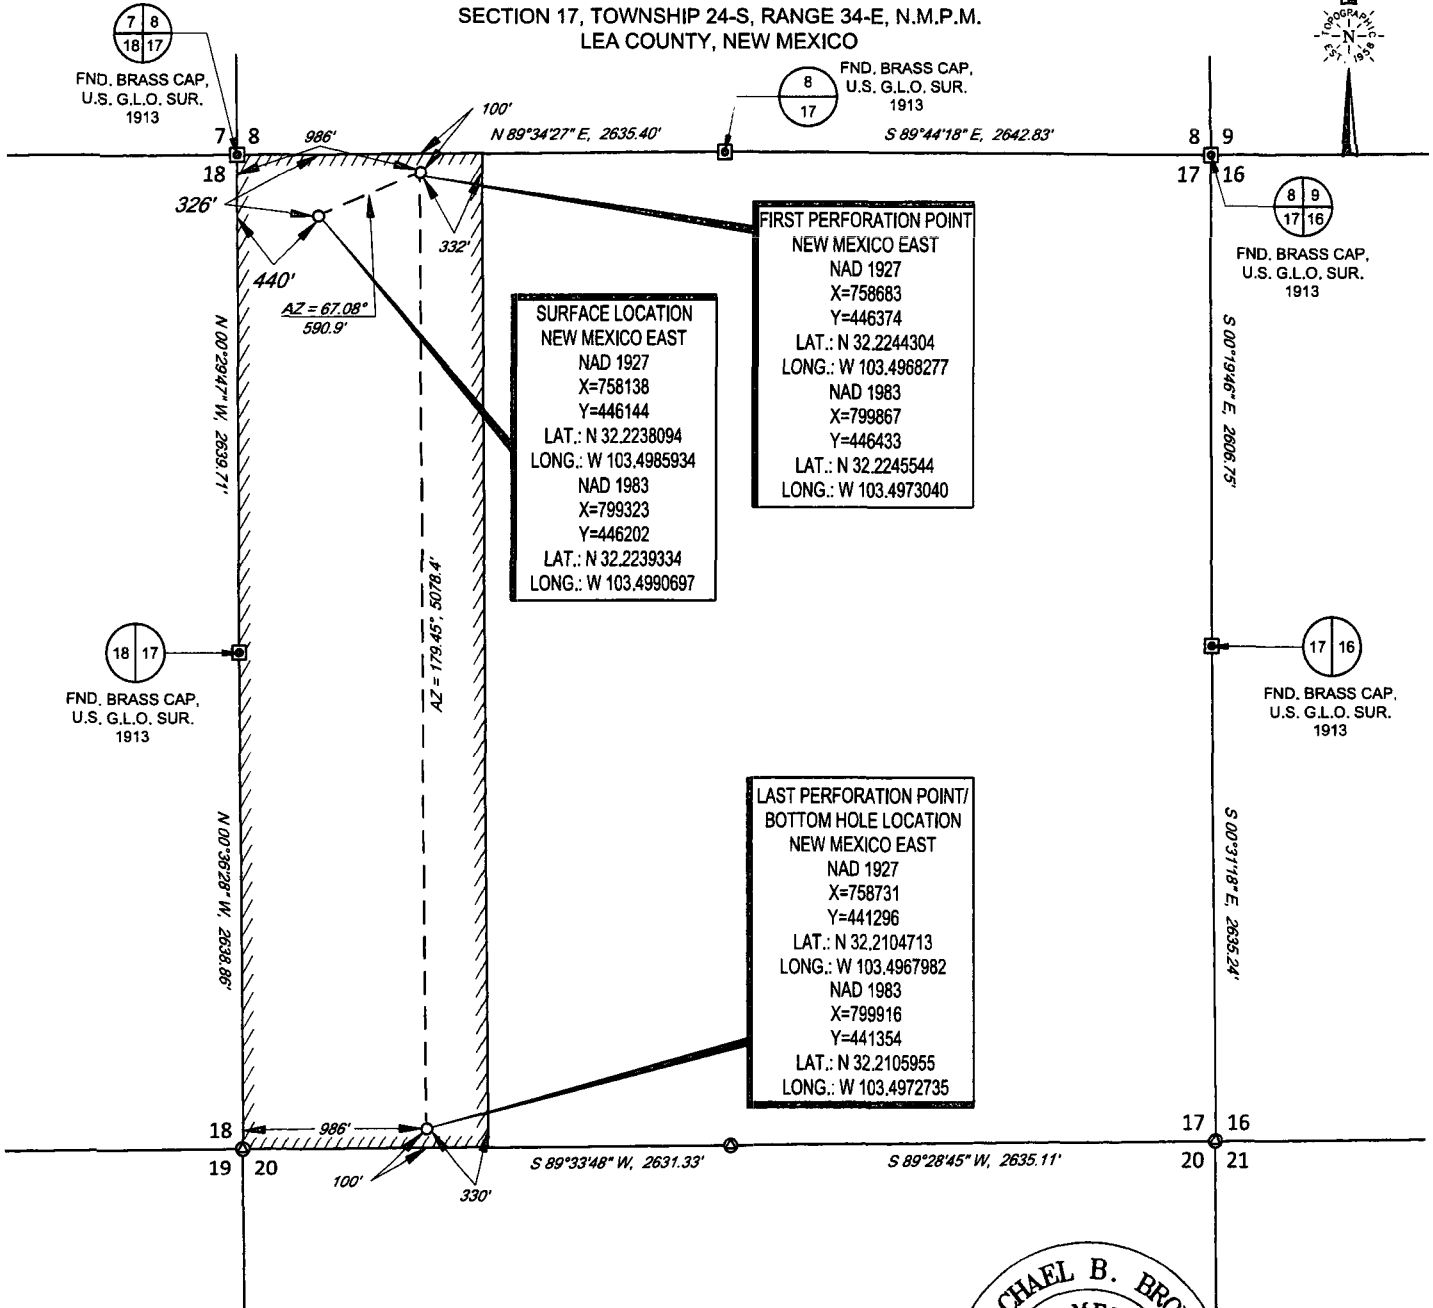 SECTION 17, TOWNSHIP 24-S, RANGE 34-E, N.M.P.M.
LEA COUNTY, NEW MEXICO
TOPOGRAPHIC
N
EST. 1958
7 8
18 17
FND. BRASS CAP,
U.S. G.L.O. SUR.
1913
8
17
FND. BRASS CAP,
U.S. G.L.O. SUR.
1913
7 8
18
986'
100'
N 89°34'27" E, 2635.40'
S 89°44'18" E, 2642.83'
8 9
17 16
8 9
17 16
FND. BRASS CAP,
U.S. G.L.O. SUR.
1913
326'
440'
332'
AZ = 67.08°
590.9'
FIRST PERFORATION POINT
NEW MEXICO EAST
NAD 1927
X=758683
Y=446374
LAT.: N 32.2244304
LONG.: W 103.4968277
NAD 1983
X=799867
Y=446433
LAT.: N 32.2245544
LONG.: W 103.4973040
SURFACE LOCATION
NEW MEXICO EAST
NAD 1927
X=758138
Y=446144
LAT.: N 32.2238094
LONG.: W 103.4985934
NAD 1983
X=799323
Y=446202
LAT.: N 32.2239334
LONG.: W 103.4990697
N 00°29'47" W, 2639.71'
S 00°19'46" E, 2606.75'
AZ = 179.45°, 5078.4'
18 17
FND. BRASS CAP,
U.S. G.L.O. SUR.
1913
17 16
FND. BRASS CAP,
U.S. G.L.O. SUR.
1913
LAST PERFORATION POINT/
BOTTOM HOLE LOCATION
NEW MEXICO EAST
NAD 1927
X=758731
Y=441296
LAT.: N 32.2104713
LONG.: W 103.4967982
NAD 1983
X=799916
Y=441354
LAT.: N 32.2105955
LONG.: W 103.4972735
N 00°36'28" W, 2638.86'
S 00°31'18" E, 2635.24'
18
986'
19 20
100'
330'
S 89°33'48" W, 2631.33'
S 89°28'45" W, 2635.11'
17 16
20 21
CHAEL B. BRO